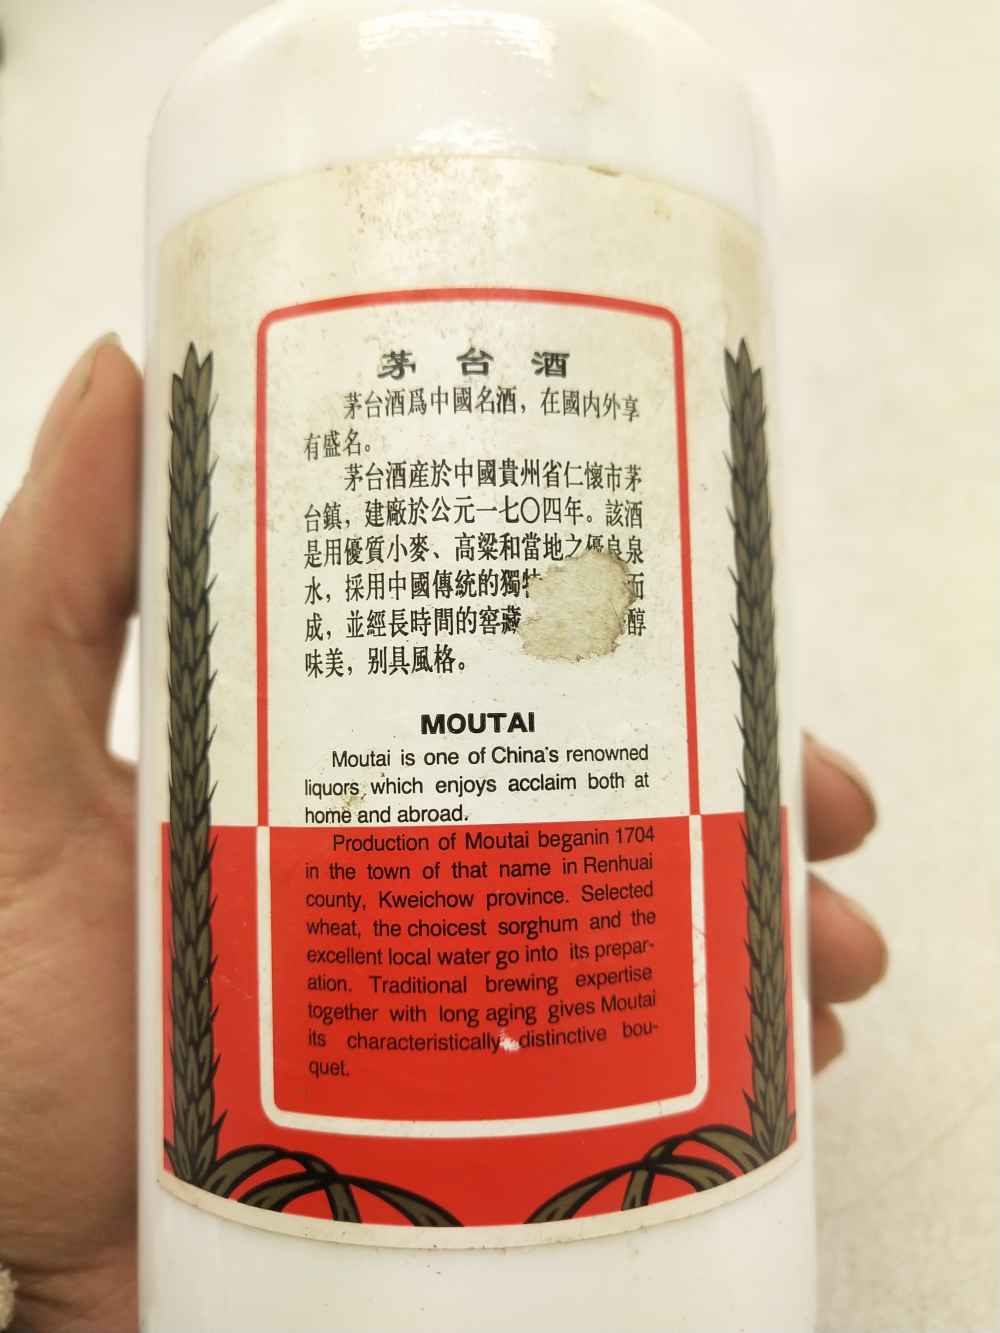 茅台酒
茅台酒爲中國名酒，在國内外享
有盛名。
茅台酒産於中國貴州省仁懷市茅
台鎮，建廠於公元一七〇四年。該酒
是用優質小麥、高粱和當地之優良泉
水，採用中國傳統的獨特 而
成，並經長時間的窖藏 醇
味美，别具風格。
MOUTAI
Moutai is one of China's renowned
liquors which enjoys acclaim both at
home and abroad.
Production of Moutai beganin 1704
in the town of that name in Renhuai
county, Kweichow province. Selected
wheat, the choicest sorghum and the
excellent local water go into its prepar-
ation. Traditional brewing expertise
together with long aging gives Moutai
its characteristically distinctive bou-
quet.